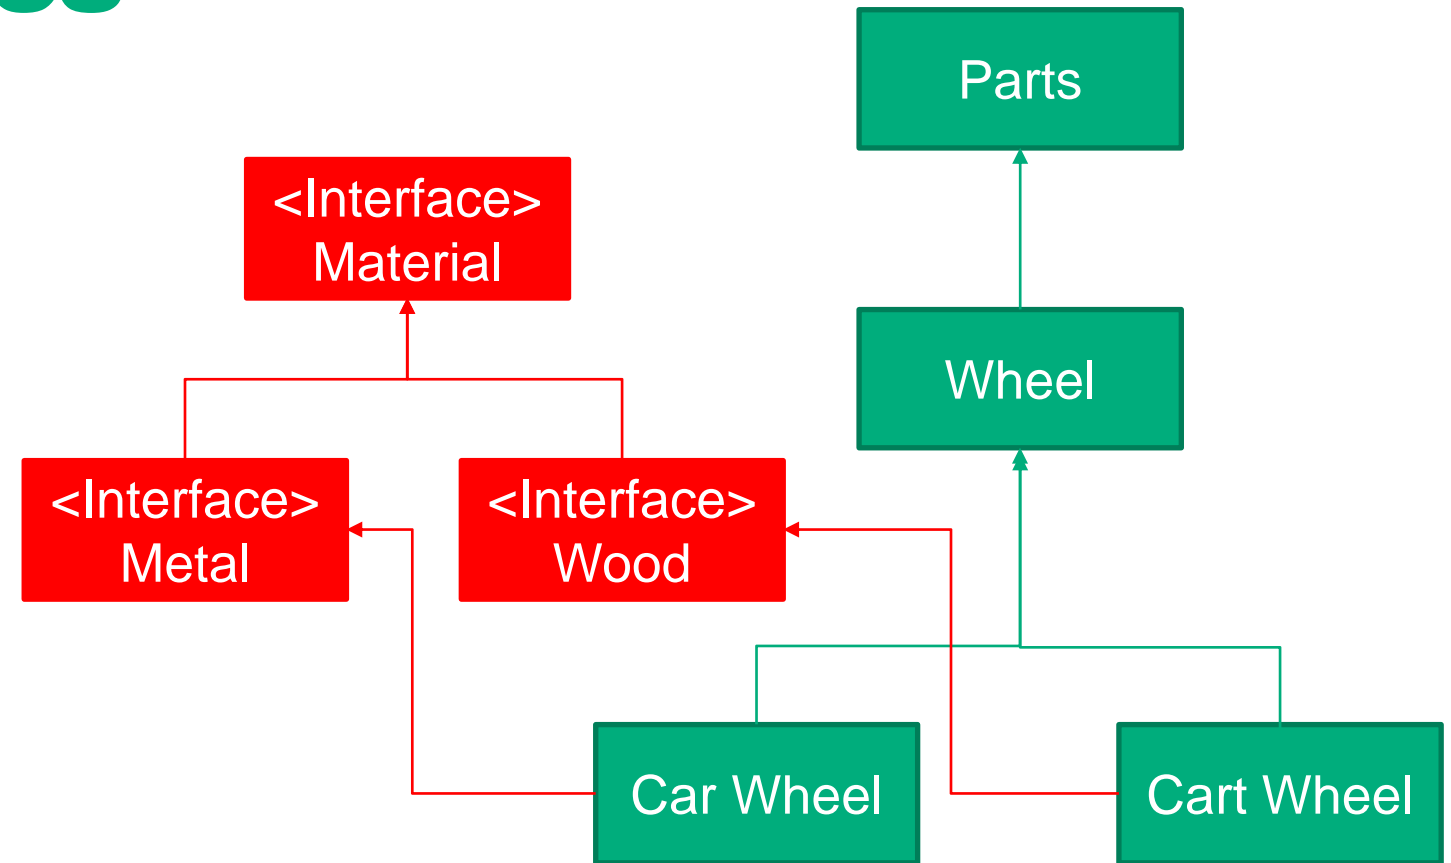 Parts
<Interface>
Material
Wheel
<Interface>
Metal
<Interface>
Wood
Car Wheel
Cart Wheel